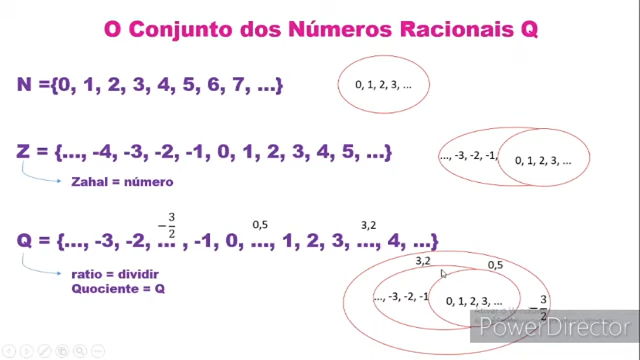 O Conjunto dos Números Racionais Q
N ={0, 1, 2, 3, 4, 5, 6, 7, ...}
0, 1, 2, 3, ...
Z = {..., -4, -3, -2, -1, 0, 1, 2, 3, 4, 5, ...}
..., -3, -2, -1,
0, 1, 2, 3, ...
Zahal = número
-3/2
0,5
3,2
Q = {..., -3, -2, ... , -1, 0, ..., 1, 2, 3, ..., 4, ...}
3,2
0,5
ratio = dividir
Quociente = Q
..., -3, -2, -1
0, 1, 2, 3, ...
-3/2
PowerDirector